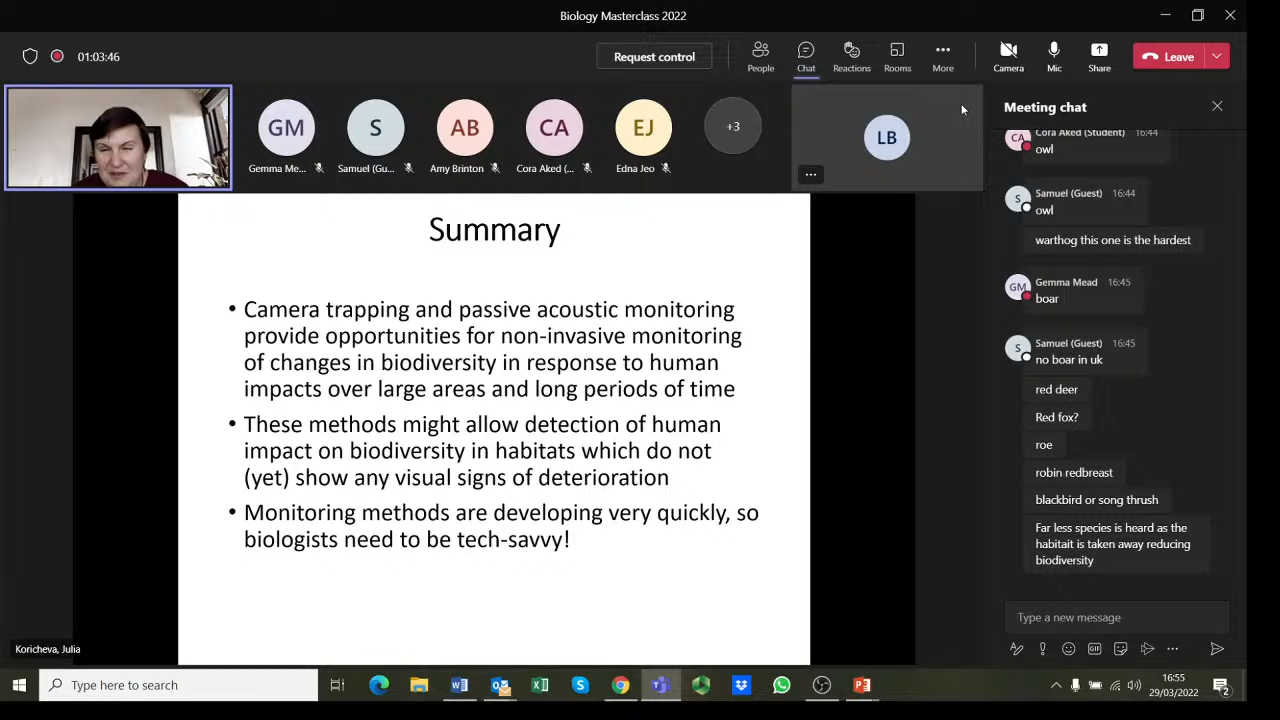 Biology Masterclass 2022
01:03:46
Request control
People
Chat
Reactions
Rooms
More
Camera
Mic
Share
Leave
GM
S
AB
CA
EJ
+3
LB
Gemma Me...
Samuel (Gu...
Amy Brinton
Cora Aked (...
Edna Jeo
Summary
• Camera trapping and passive acoustic monitoring
provide opportunities for non-invasive monitoring
of changes in biodiversity in response to human
impacts over large areas and long periods of time
• These methods might allow detection of human
impact on biodiversity in habitats which do not
(yet) show any visual signs of deterioration
• Monitoring methods are developing very quickly, so
biologists need to be tech-savvy!
Koricheva, Julia
Meeting chat
CA
Cora Aked (Student) 16:44
owl
S
Samuel (Guest) 16:44
owl
warthog this one is the hardest
GM
Gemma Mead 16:45
boar
S
Samuel (Guest) 16:45
no boar in uk
red deer
Red fox?
roe
robin redbreast
blackbird or song thrush
Far less species is heard as the
habitait is taken away reducing
biodiversity
Type a new message
GIF
Type here to search
16:55
29/03/2022
2